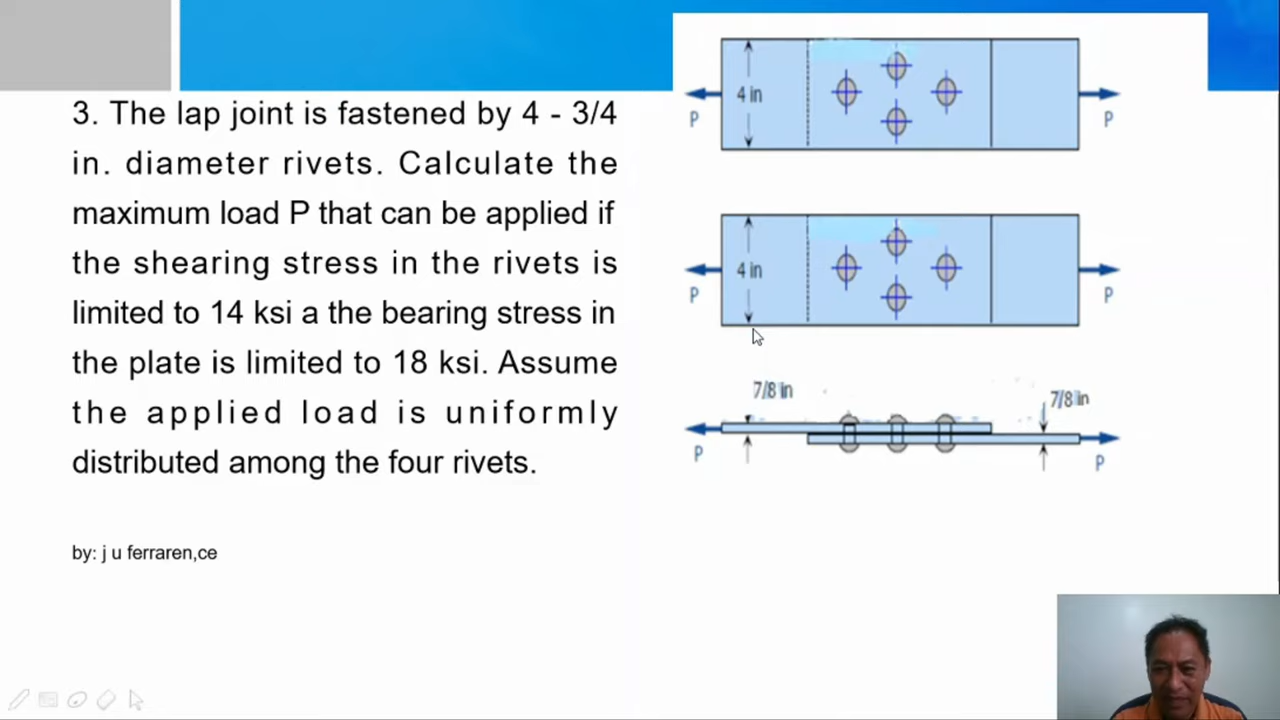 3. The lap joint is fastened by 4 - 3/4
in. diameter rivets. Calculate the
maximum load P that can be applied if
the shearing stress in the rivets is
limited to 14 ksi a the bearing stress in
the plate is limited to 18 ksi. Assume
the applied load is uniformly
distributed among the four rivets.
by: j u ferraren,ce
4 in
P
P
4 in
P
P
7/8 in
7/8 in
P
P